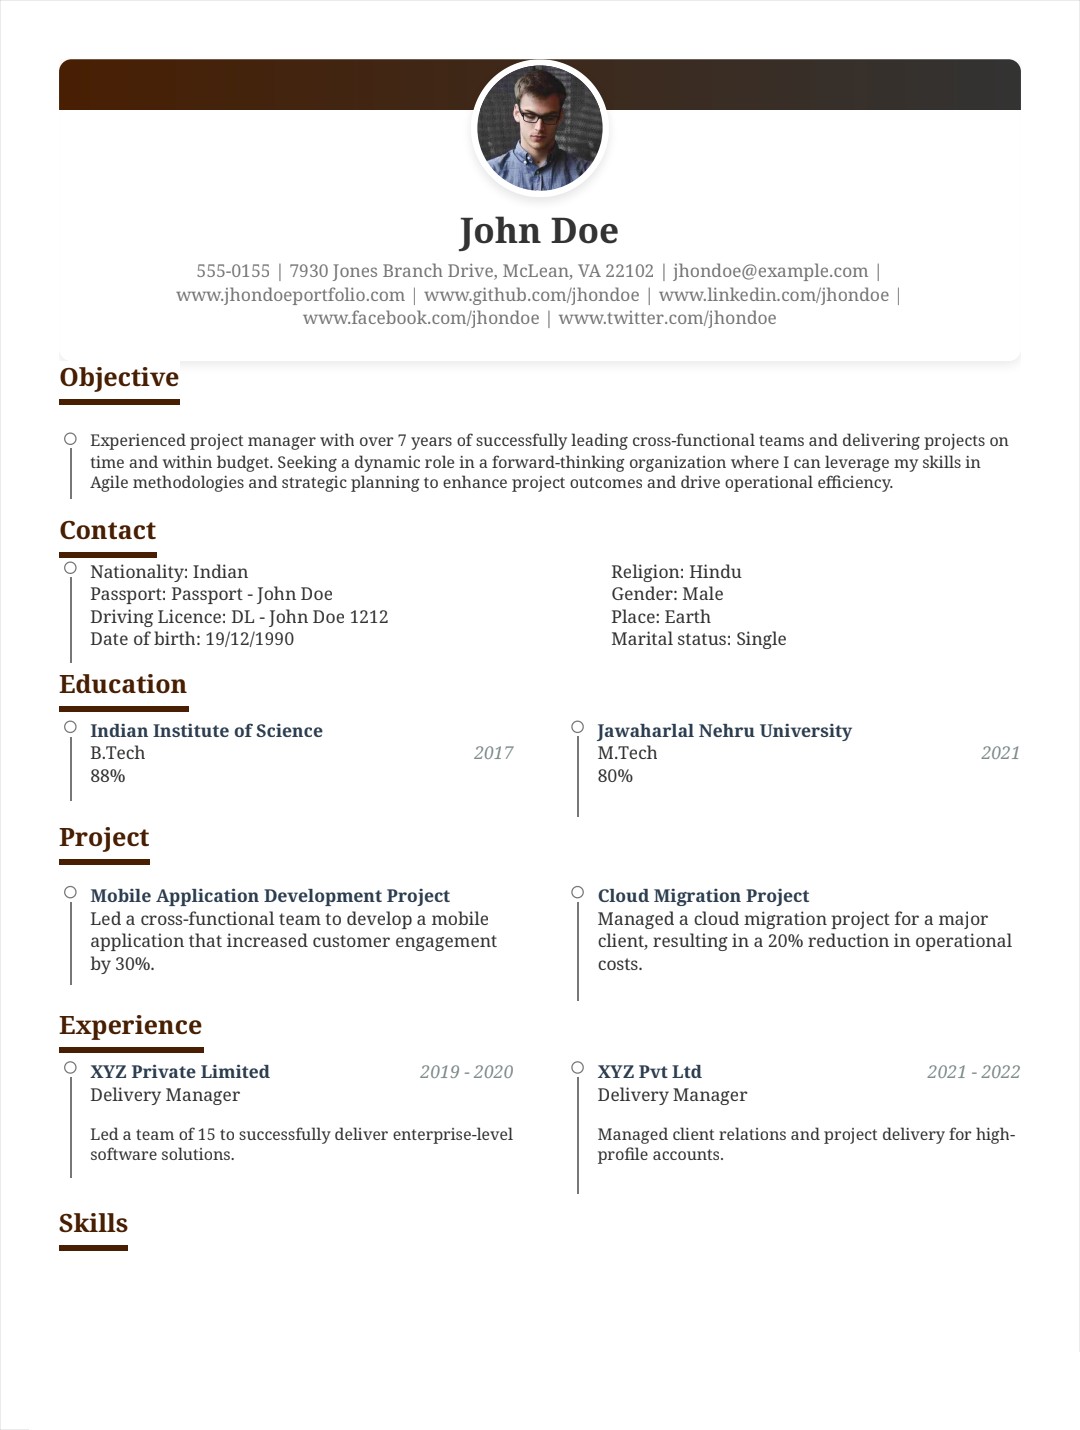 John Doe
555-0155 | 7930 Jones Branch Drive, McLean, VA 22102 | jhondoe@example.com |
www.jhondoeportfolio.com | www.github.com/jhondoe | www.linkedin.com/jhondoe |
www.facebook.com/jhondoe | www.twitter.com/jhondoe
Objective
Experienced project manager with over 7 years of successfully leading cross-functional teams and delivering projects on
time and within budget. Seeking a dynamic role in a forward-thinking organization where I can leverage my skills in
Agile methodologies and strategic planning to enhance project outcomes and drive operational efficiency.
Contact
Nationality: Indian
Passport: Passport - John Doe
Driving Licence: DL - John Doe 1212
Date of birth: 19/12/1990
Religion: Hindu
Gender: Male
Place: Earth
Marital status: Single
Education
Indian Institute of Science
B.Tech 2017
88%
Jawaharlal Nehru University
M.Tech 2021
80%
Project
Mobile Application Development Project
Led a cross-functional team to develop a mobile
application that increased customer engagement
by 30%.
Cloud Migration Project
Managed a cloud migration project for a major
client, resulting in a 20% reduction in operational
costs.
Experience
XYZ Private Limited 2019 - 2020
Delivery Manager
Led a team of 15 to successfully deliver enterprise-level
software solutions.
XYZ Pvt Ltd 2021 - 2022
Delivery Manager
Managed client relations and project delivery for high-
profile accounts.
Skills